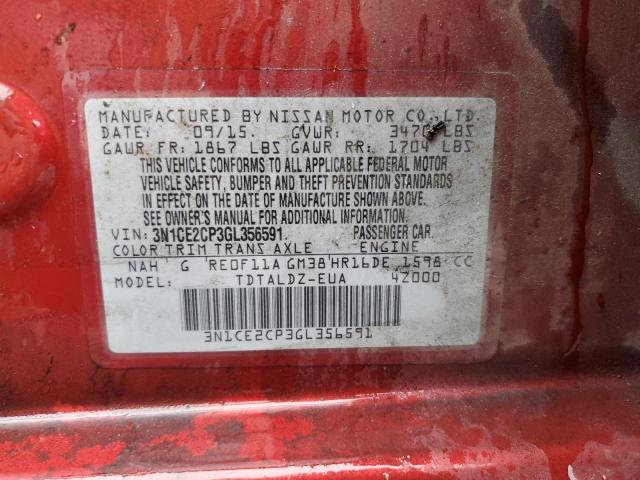 MANUFACTURED BY NISSAN MOTOR CO.,LTD.
DATE: 09/15. GVWR: 3470 LBS
GAWR FR: 1867 LBS GAWR RR: 1704 LBS
THIS VEHICLE CONFORMS TO ALL APPLICABLE FEDERAL MOTOR
VEHICLE SAFETY, BUMPER AND THEFT PREVENTION STANDARDS
IN EFFECT ON THE DATE OF MANUFACTURE SHOWN ABOVE.
SEE OWNER'S MANUAL FOR ADDITIONAL INFORMATION.
VIN: 3N1CE2CP3GL356591. PASSENGER CAR.
COLOR TRIM TRANS AXLE ENGINE
NAH G RE0F11A GM38 HR16DE 1598 CC
MODEL: TDTALDZ-EUA 4Z000
3N1CE2CP3GL356591